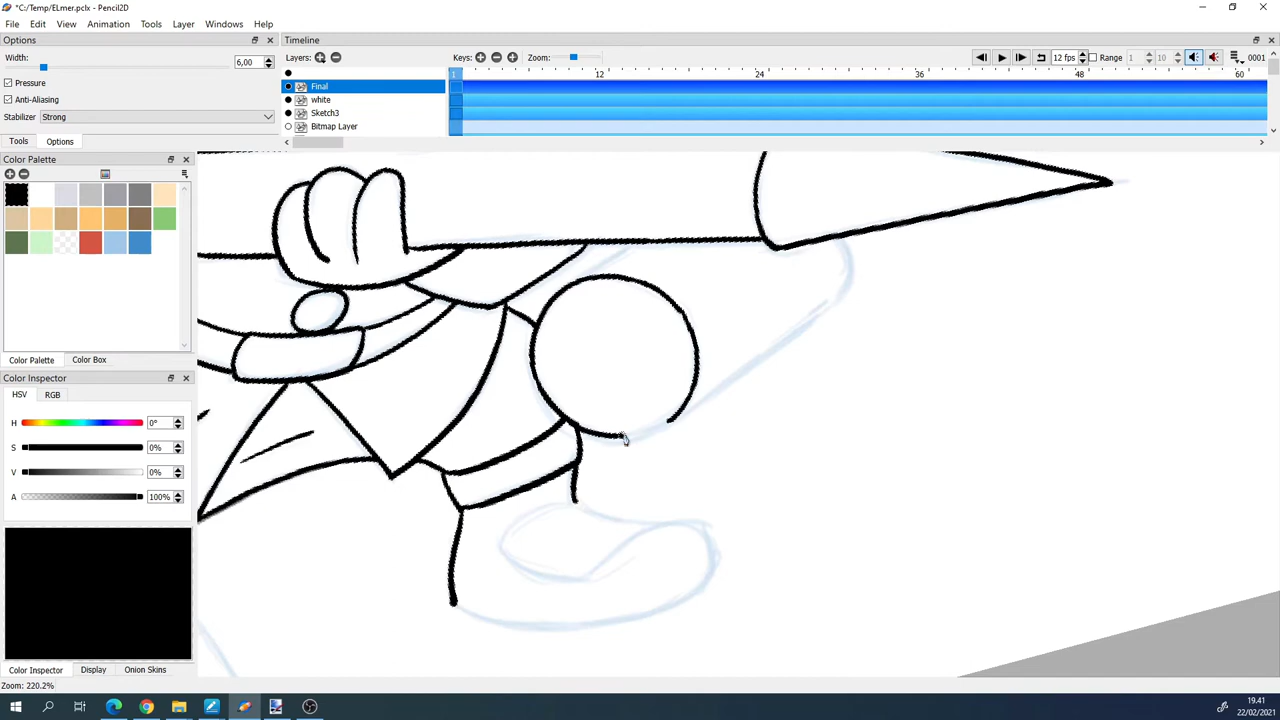 *C:/Temp/ELmer.pclx - Pencil2D
File Edit View Animation Tools Layer Windows Help
Options
Width:
6,00
Pressure
Anti-Aliasing
Stabilizer Strong
Tools Options
Color Palette
Color Palette Color Box
Color Inspector
HSV RGB
H 0°
S 0%
V 0%
A 100%
Color Inspector Display Onion Skins
Zoom: 220.2%
Timeline
Layers: Keys: Zoom: 12 fps Range 1 10 0001
1 12 24 36 48 60
Final
white
Sketch3
Bitmap Layer
19.41
22/02/2021